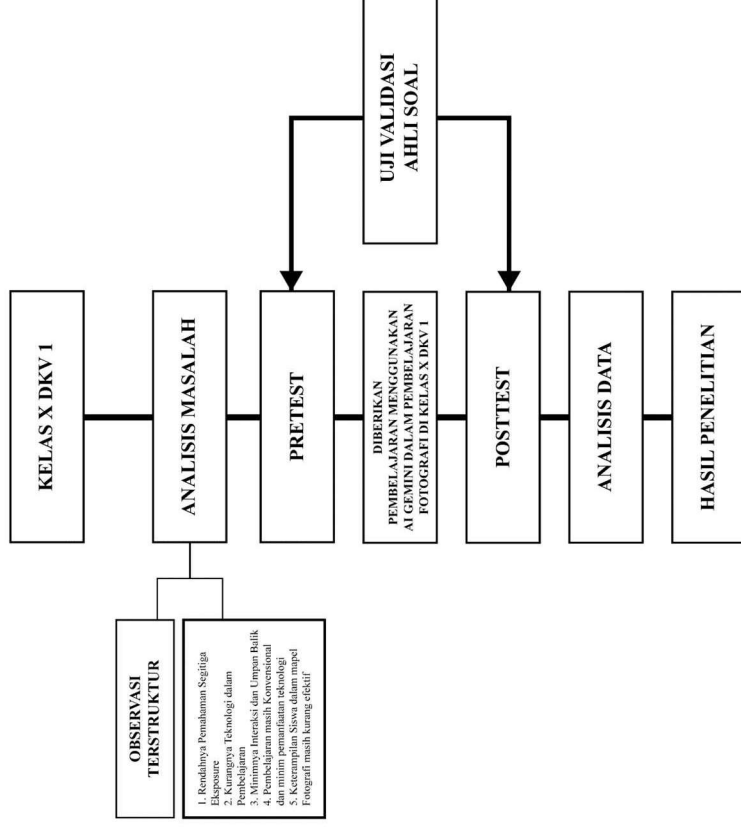 KELAS X DKV 1
ANALISIS MASALAH
OBSERVASI
TERSTRUKTUR
1. Rendahnya Pemahaman Segitiga
Eksposure
2. Kurangnya Teknologi dalam
Pembelajaran
3. Minimnya Interaksi dan Umpan Balik
4. Pembelajaran masih Konvensional
dan minim pemanfaatan teknologi
5. Keterampilan Siswa dalam mapel
Fotografi masih kurang efektif
PRETEST
UJI VALIDASI
AHLI SOAL
DIBERIKAN
PEMBELAJARAN MENGGUNAKAN
AI GEMINI DALAM PEMBELAJARAN
FOTOGRAFI DI KELAS X DKV 1
POSTTEST
ANALISIS DATA
HASIL PENELITIAN